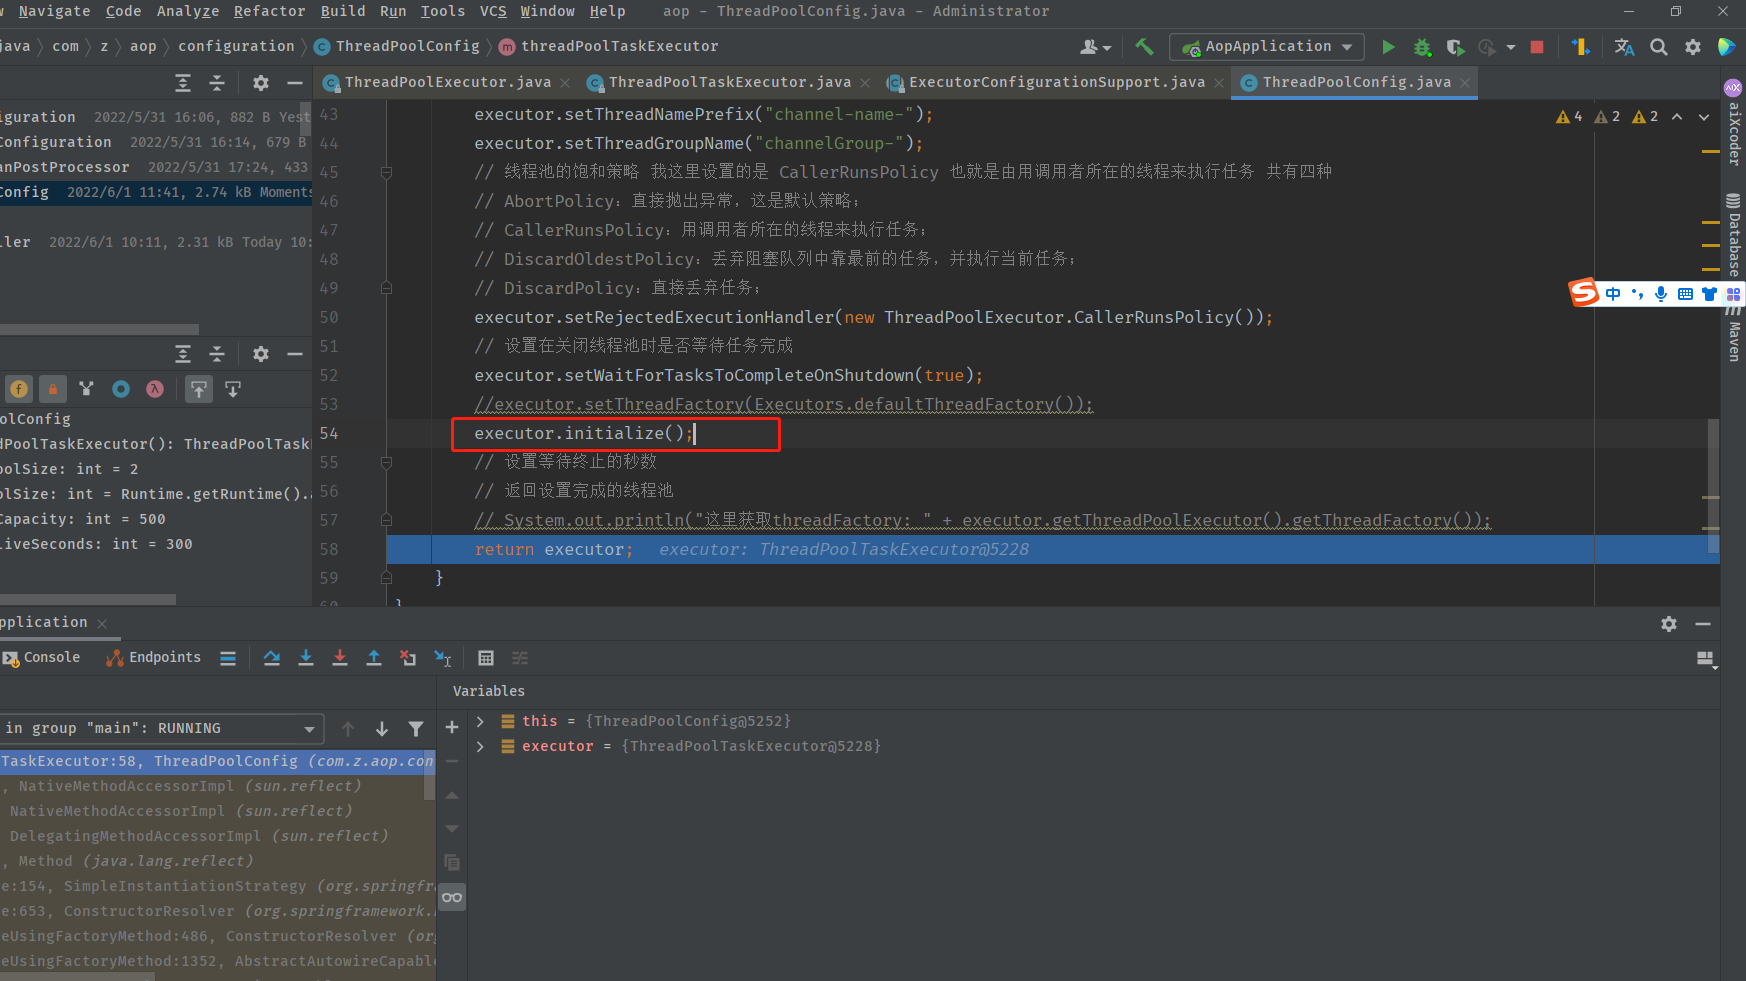 Navigate Code Analyze Refactor Build Run Tools VCS Window Help aop - ThreadPoolConfig.java - Administrator
java com z aop configuration ThreadPoolConfig threadPoolTaskExecutor AopApplication
ThreadPoolExecutor.java ThreadPoolTaskExecutor.java ExecutorConfigurationSupport.java ThreadPoolConfig.java
iguration 2022/5/31 16:06, 882 B Yest
Configuration 2022/5/31 16:14, 679 B
anPostProcessor 2022/5/31 17:24, 433
Config 2022/6/1 11:41, 2.74 kB Moments
ller 2022/6/1 10:11, 2.31 kB Today 10:
olConfig
dPoolTaskExecutor(): ThreadPoolTask
oolSize: int = 2
olSize: int = Runtime.getRuntime().
Capacity: int = 500
iveSeconds: int = 300
4 2 2
43 executor.setThreadNamePrefix("channel-name-");
44 executor.setThreadGroupName("channelGroup-");
45 // 线程池的饱和策略 我这里设置的是 CallerRunsPolicy 也就是由用调用者所在的线程来执行任务 共有四种
46 // AbortPolicy：直接抛出异常，这是默认策略；
47 // CallerRunsPolicy：用调用者所在的线程来执行任务；
48 // DiscardOldestPolicy：丢弃阻塞队列中靠最前的任务，并执行当前任务；
49 // DiscardPolicy：直接丢弃任务；
50 executor.setRejectedExecutionHandler(new ThreadPoolExecutor.CallerRunsPolicy());
51 // 设置在关闭线程池时是否等待任务完成
52 executor.setWaitForTasksToCompleteOnShutdown(true);
53 //executor.setThreadFactory(Executors.defaultThreadFactory());
54 executor.initialize();
55 // 设置等待终止的秒数
56 // 返回设置完成的线程池
57 // System.out.println("这里获取threadFactory: " + executor.getThreadPoolExecutor().getThreadFactory());
58 return executor; executor: ThreadPoolTaskExecutor@5228
59 }
60 }
aiXcoder
Database
Maven
中
pplication
Console Endpoints
Variables
in group "main": RUNNING
TaskExecutor:58, ThreadPoolConfig (com.z.aop.con
, NativeMethodAccessorImpl (sun.reflect)
NativeMethodAccessorImpl (sun.reflect)
DelegatingMethodAccessorImpl (sun.reflect)
, Method (java.lang.reflect)
e:154, SimpleInstantiationStrategy (org.springfr
e:653, ConstructorResolver (org.springframework.
eUsingFactoryMethod:486, ConstructorResolver (org
eUsingFactoryMethod:1352, AbstractAutowireCapabl
this = {ThreadPoolConfig@5252}
executor = {ThreadPoolTaskExecutor@5228}